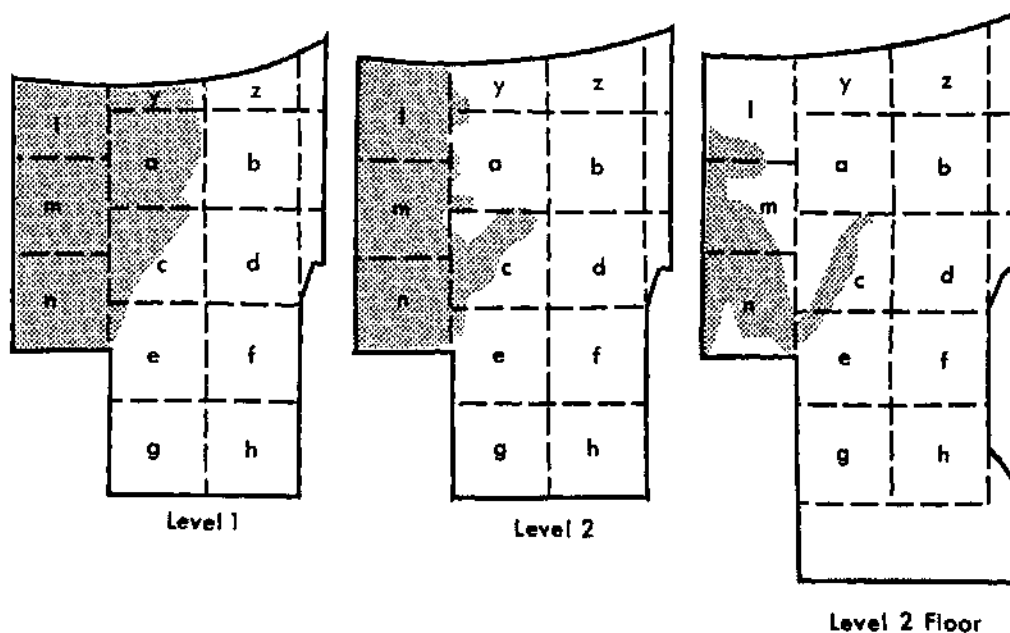 y z
l a b
m c d
n e f
g h
Level 1
y z
l a b
m c d
n e f
g h
Level 2
y z
l a b
m c d
n e f
g h
Level 2 Floor